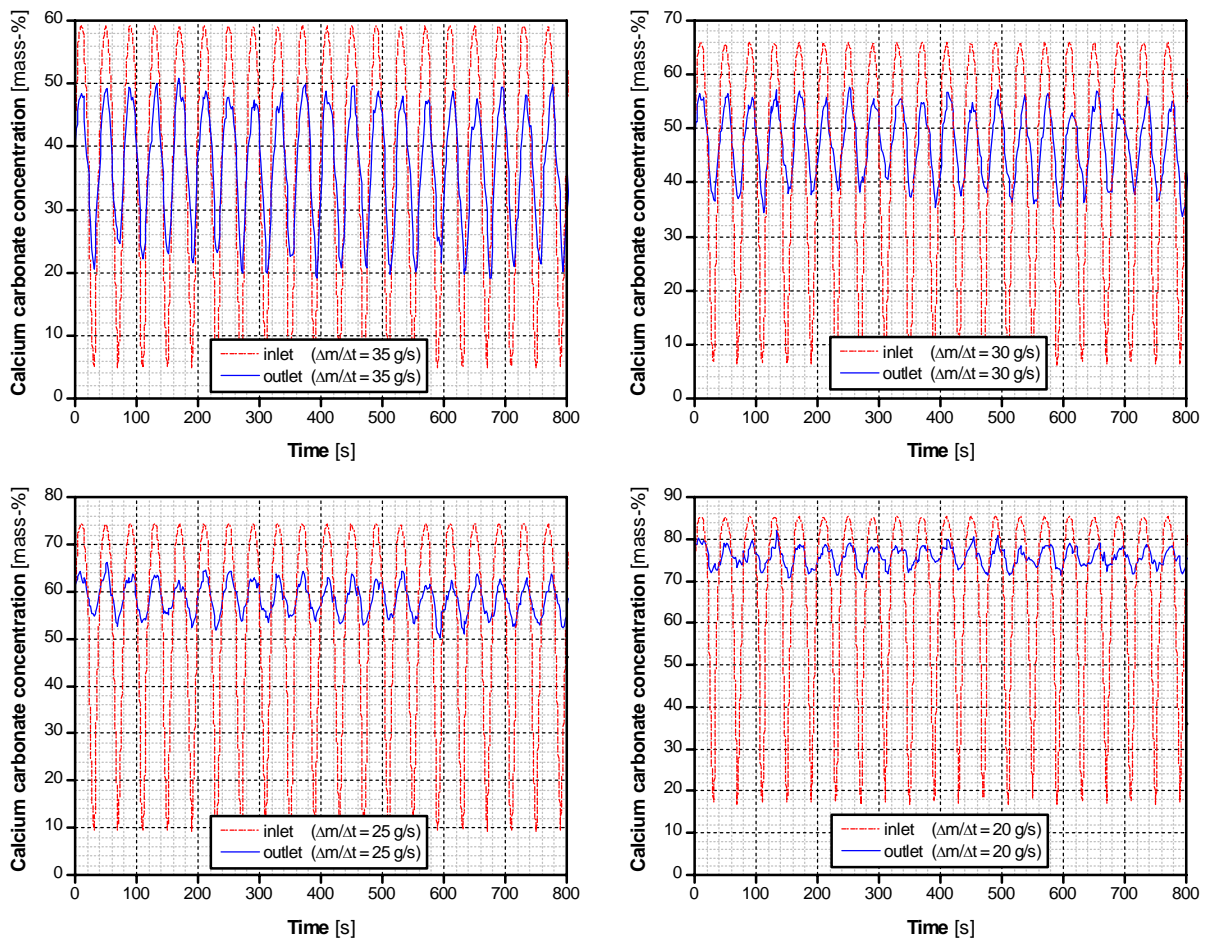 60
50
40
30
20
10
0
Calcium carbonate concentration [mass-%]
inlet (Δm/Δt = 35 g/s)
outlet (Δm/Δt = 35 g/s)
0 100 200 300 400 500 600 700 800
Time [s]
70
60
50
40
30
20
10
0
Calcium carbonate concentration [mass-%]
inlet (Δm/Δt = 30 g/s)
outlet (Δm/Δt = 30 g/s)
0 100 200 300 400 500 600 700 800
Time [s]
80
70
60
50
40
30
20
10
0
Calcium carbonate concentration [mass-%]
inlet (Δm/Δt = 25 g/s)
outlet (Δm/Δt = 25 g/s)
0 100 200 300 400 500 600 700 800
Time [s]
90
80
70
60
50
40
30
20
10
0
Calcium carbonate concentration [mass-%]
inlet (Δm/Δt = 20 g/s)
outlet (Δm/Δt = 20 g/s)
0 100 200 300 400 500 600 700 800
Time [s]